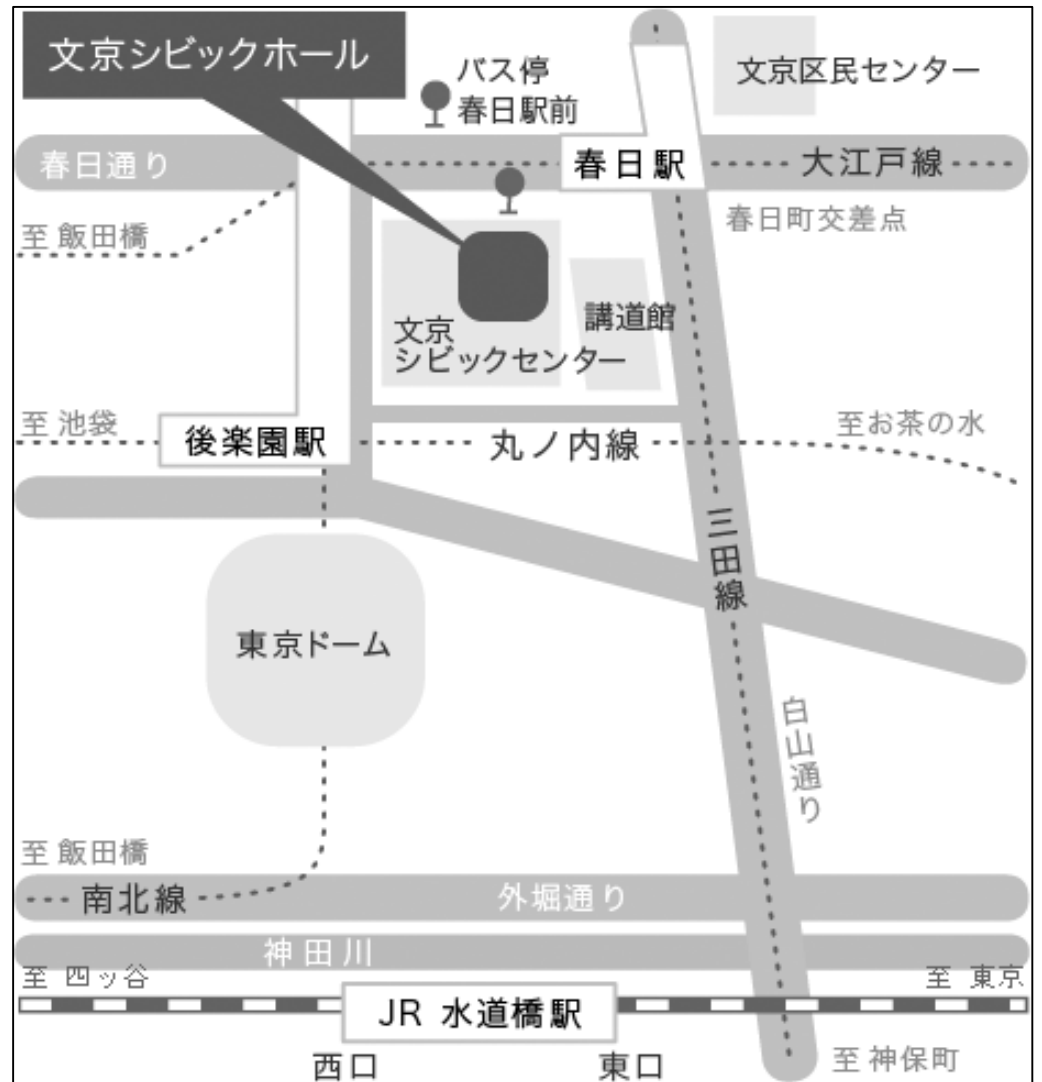 文京シビックホール
バス停
春日駅前
文京区民センター
春日通り
春日駅
大江戸線
春日町交差点
至 飯田橋
講道館
文京
シビックセンター
至 池袋
後楽園駅
丸ノ内線
至お茶の水
三田線
東京ドーム
白山通り
至 飯田橋
南北線
外堀通り
神田川
至 四ッ谷
至 東京
JR 水道橋駅
西口
東口
至 神保町